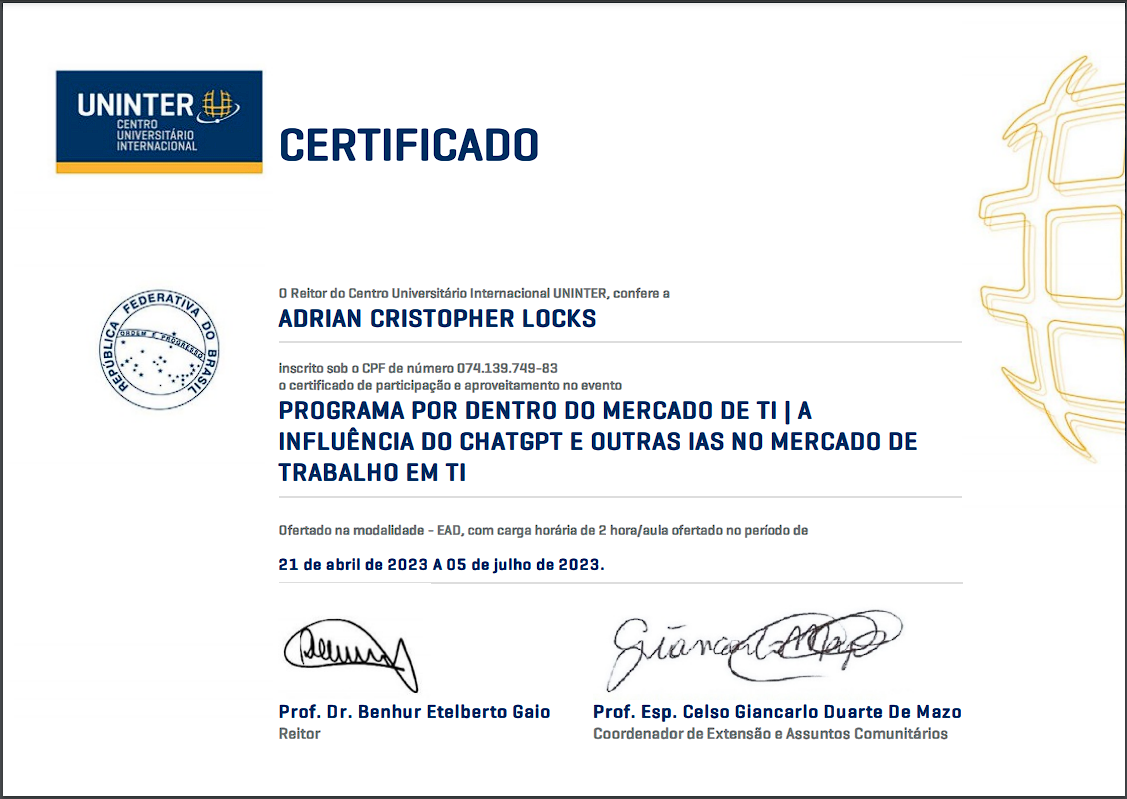 UNINTER
CENTRO
UNIVERSITÁRIO
INTERNACIONAL
CERTIFICADO
REPÚBLICA FEDERATIVA DO BRASIL
ORDEM E PROGRESSO
O Reitor do Centro Universitário Internacional UNINTER, confere a
ADRIAN CRISTOPHER LOCKS
inscrito sob o CPF de número 074.139.749-83
o certificado de participação e aproveitamento no evento
PROGRAMA POR DENTRO DO MERCADO DE TI | A
INFLUÊNCIA DO CHATGPT E OUTRAS IAS NO MERCADO DE
TRABALHO EM TI
Ofertado na modalidade - EAD, com carga horária de 2 hora/aula ofertado no período de
21 de abril de 2023 A 05 de julho de 2023.
Prof. Dr. Benhur Etelberto Gaio
Reitor
Prof. Esp. Celso Giancarlo Duarte De Mazo
Coordenador de Extensão e Assuntos Comunitários